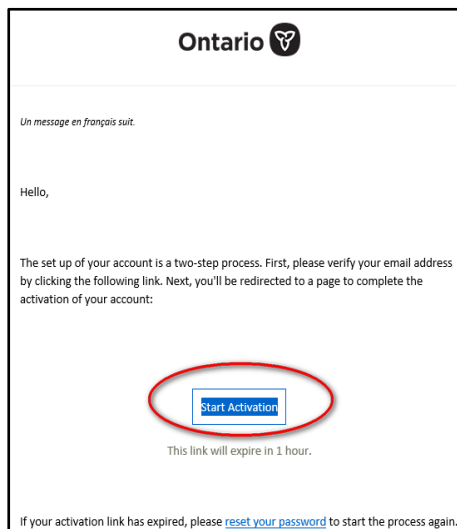 Ontario
Un message en français suit.
Hello,
The set up of your account is a two-step process. First, please verify your email address
by clicking the following link. Next, you'll be redirected to a page to complete the
activation of your account:
Start Activation
This link will expire in 1 hour.
If your activation link has expired, please reset your password to start the process again.